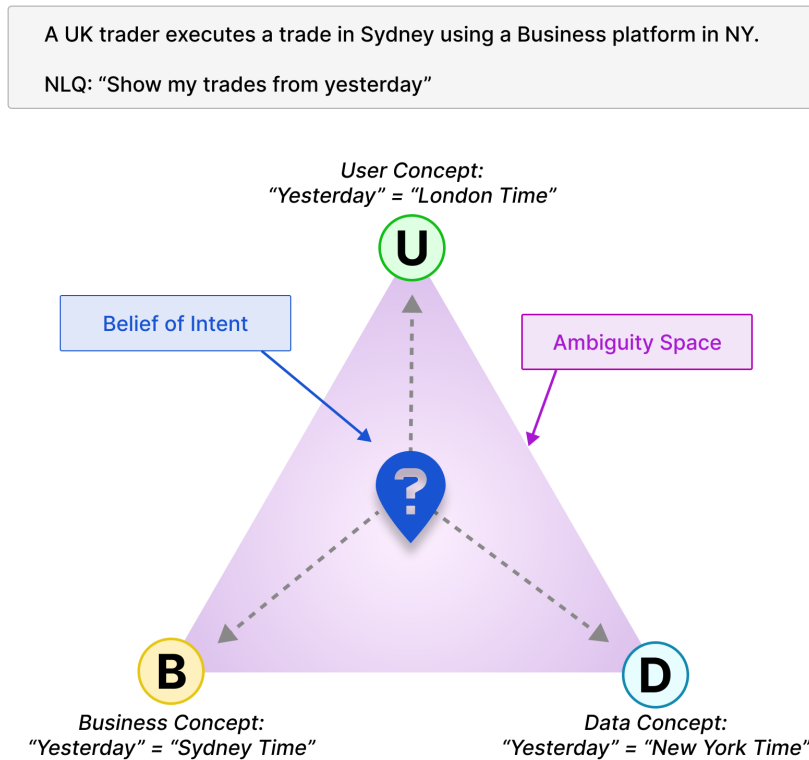 A UK trader executes a trade in Sydney using a Business platform in NY.
NLQ: “Show my trades from yesterday”
User Concept:
“Yesterday” = “London Time”
U
Belief of Intent
Ambiguity Space
?
B
D
Business Concept:
“Yesterday” = “Sydney Time”
Data Concept:
“Yesterday” = “New York Time”